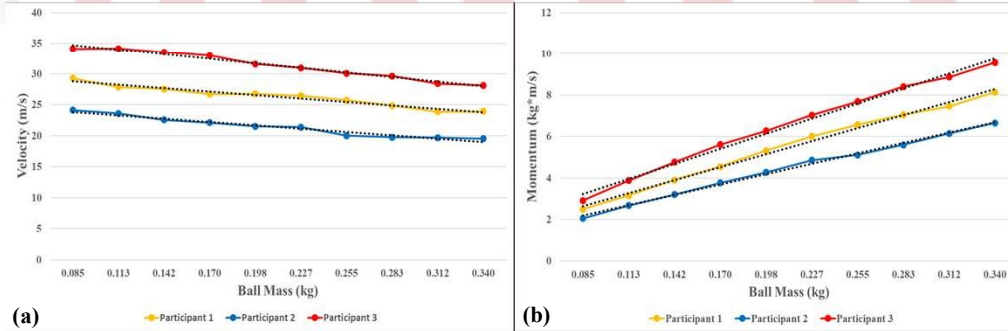 40
35
30
25
20
15
10
5
0
Velocity (m/s)
0.085 0.113 0.142 0.170 0.198 0.227 0.255 0.283 0.312 0.340
Ball Mass (kg)
(a)
Participant 1 Participant 2 Participant 3
12
10
8
6
4
2
0
Momentum (kg*m/s)
0.085 0.113 0.142 0.170 0.198 0.227 0.255 0.283 0.312 0.340
Ball Mass (kg)
(b)
Participant 1 Participant 2 Participant 3